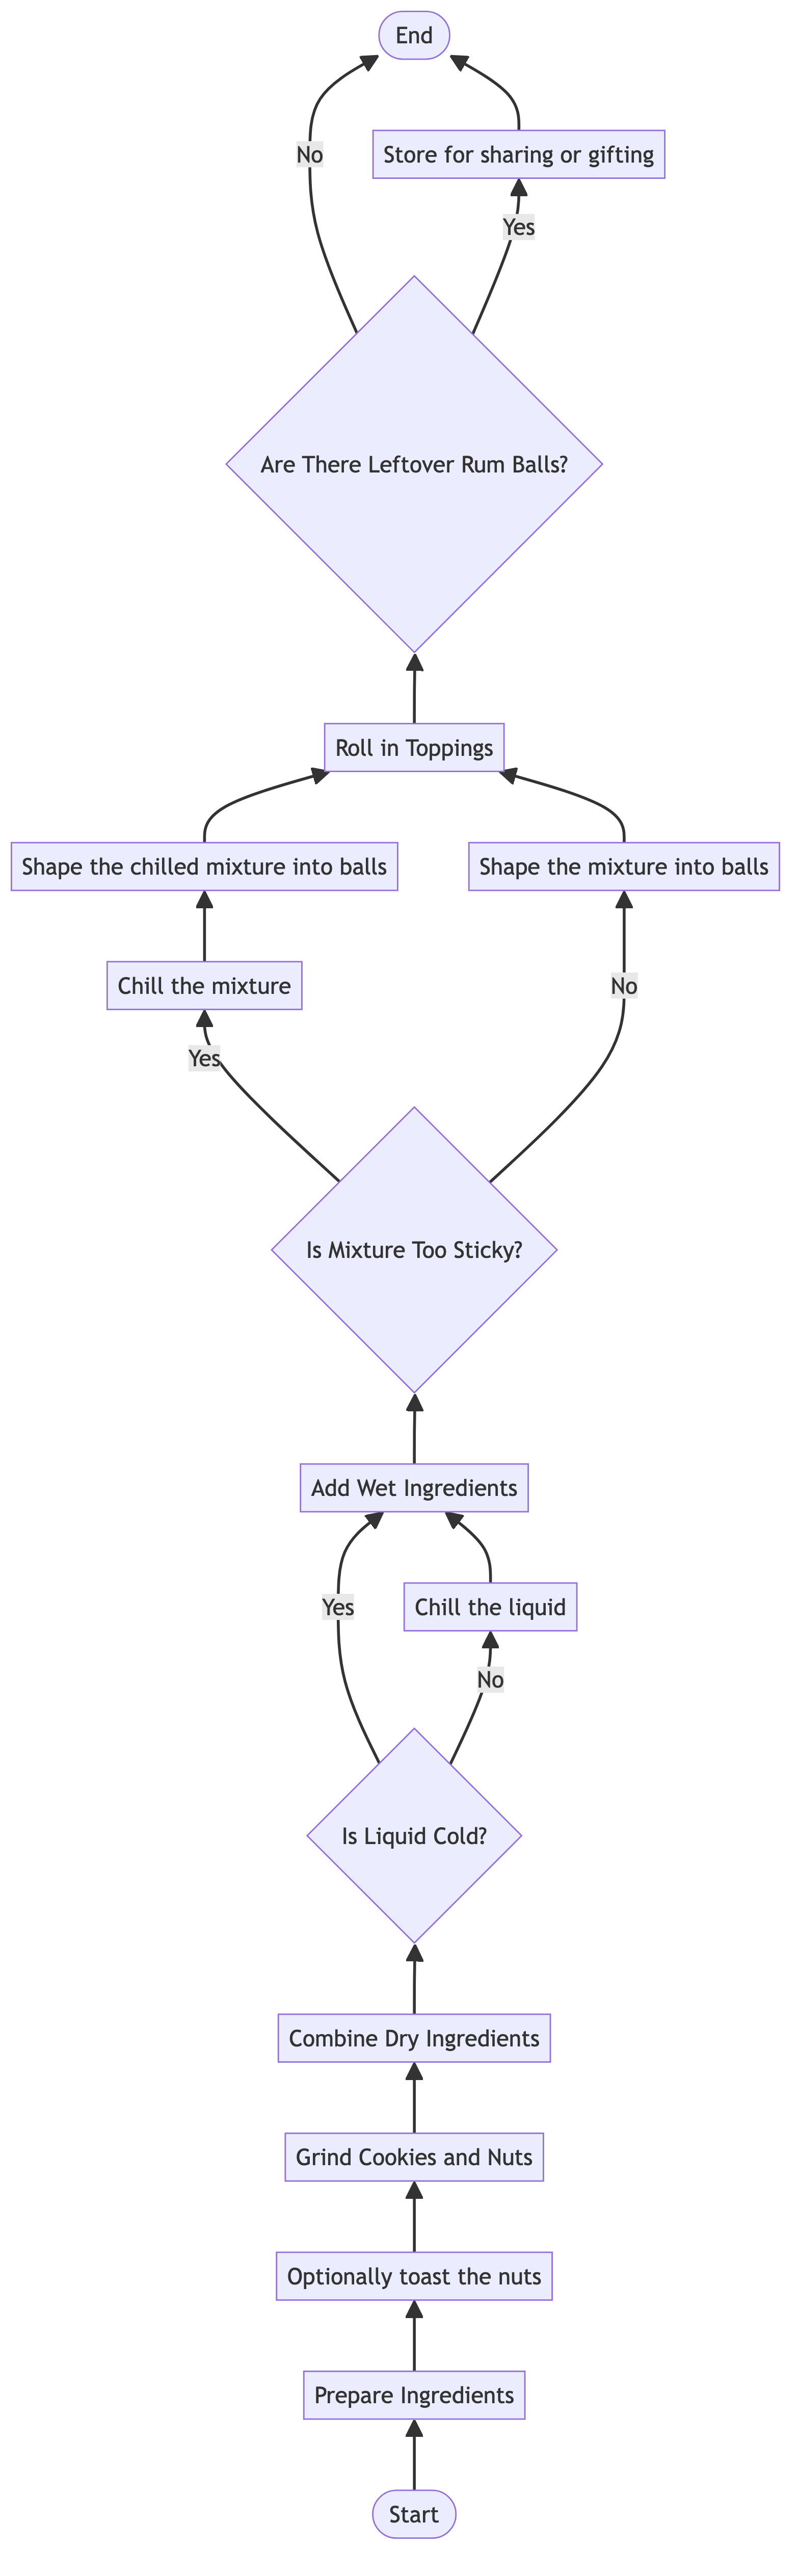 End
Store for sharing or gifting
No
Yes
Are There Leftover Rum Balls?
Roll in Toppings
Shape the chilled mixture into balls
Shape the mixture into balls
Chill the mixture
No
Yes
Is Mixture Too Sticky?
Add Wet Ingredients
Yes
Chill the liquid
No
Is Liquid Cold?
Combine Dry Ingredients
Grind Cookies and Nuts
Optionally toast the nuts
Prepare Ingredients
Start